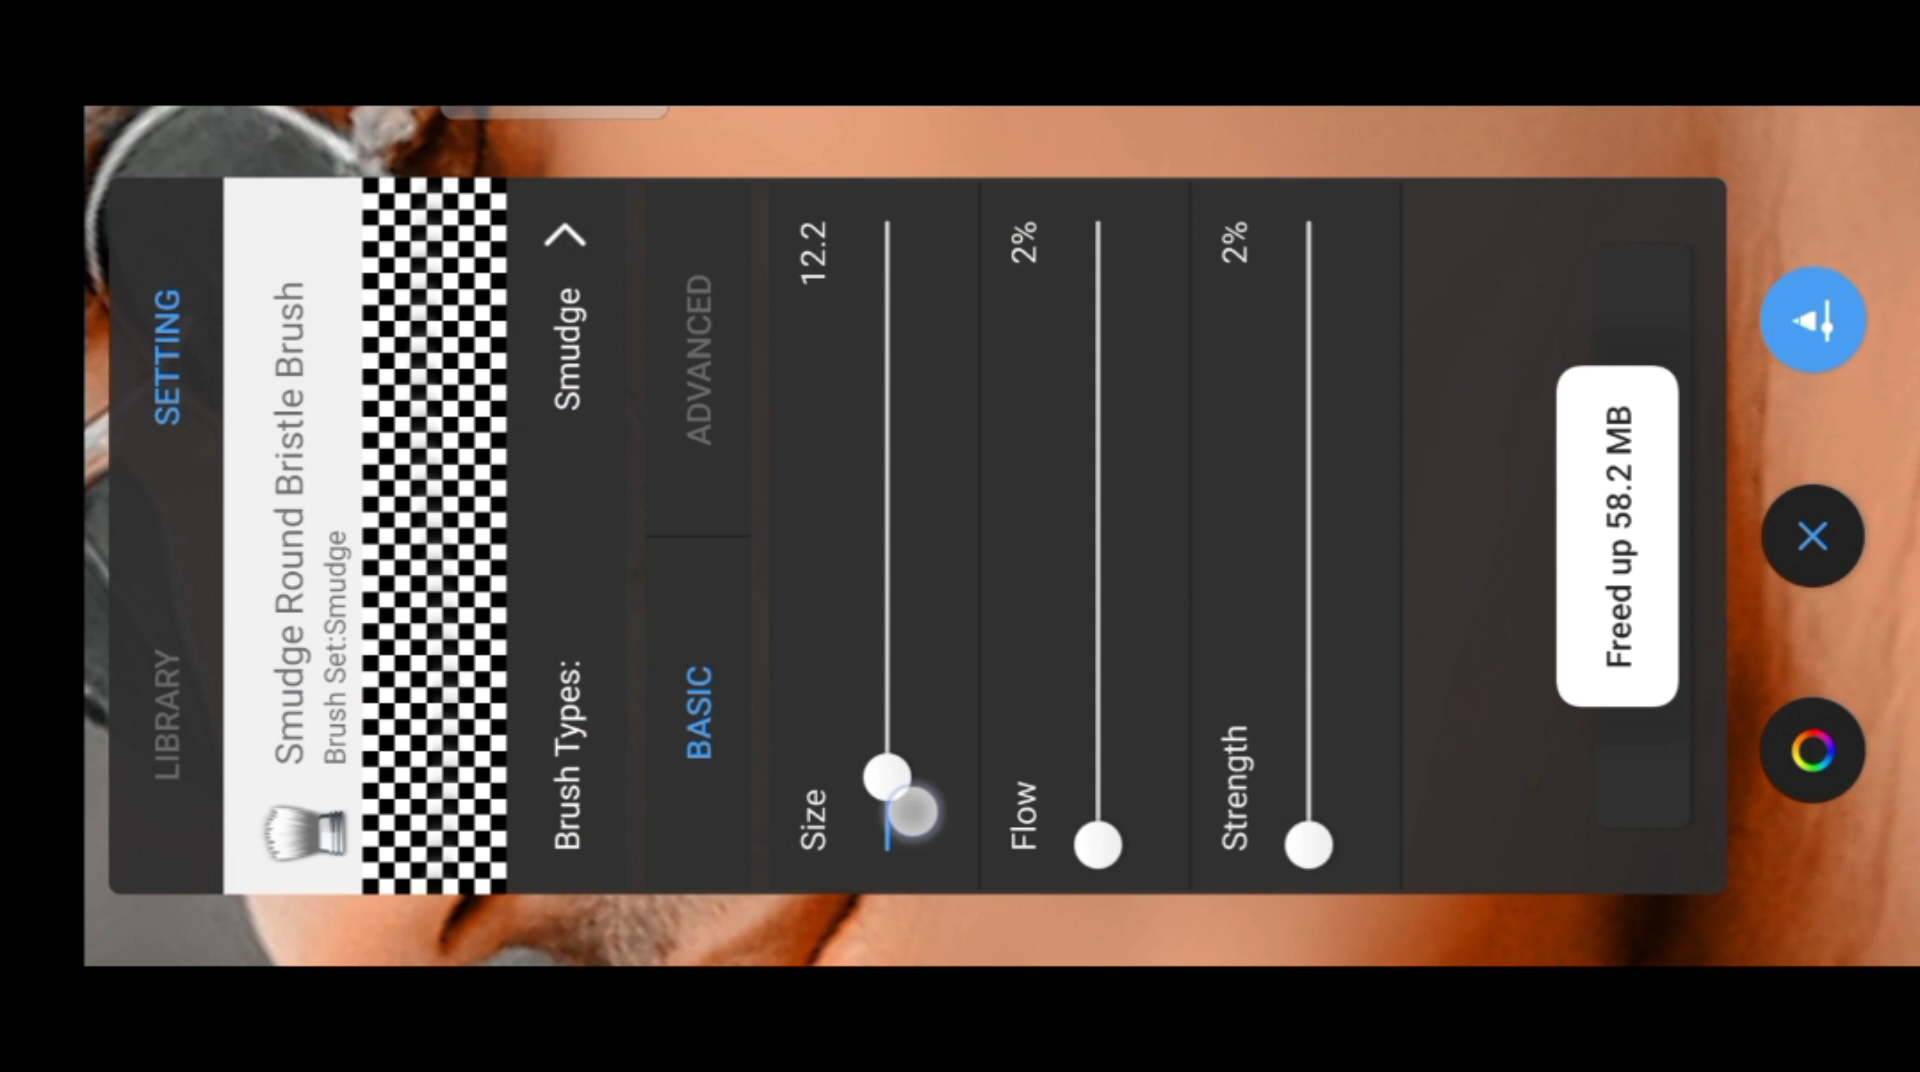 LIBRARY SETTING
Smudge Round Bristle Brush
Brush Set:Smudge
Brush Types: Smudge
BASIC ADVANCED
Size 12.2
Flow 2%
Strength 2%
Freed up 58.2 MB